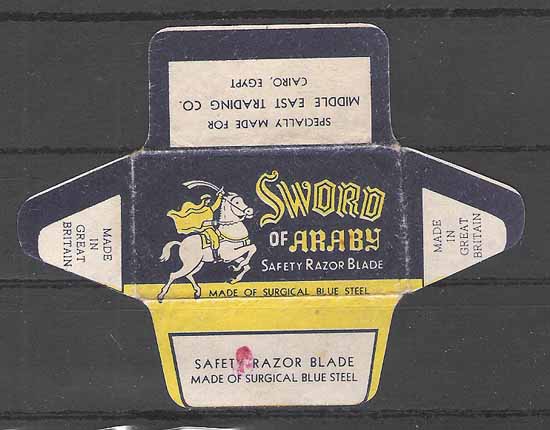 SPECIALLY MADE FOR
MIDDLE EAST TRADING CO.
CAIRO, EGYPT
MADE
IN
GREAT
BRITAIN
SWORD
OF ARABY
SAFETY RAZOR BLADE
MADE OF SURGICAL BLUE STEEL
MADE
IN
GREAT
BRITAIN
SAFETY RAZOR BLADE
MADE OF SURGICAL BLUE STEEL